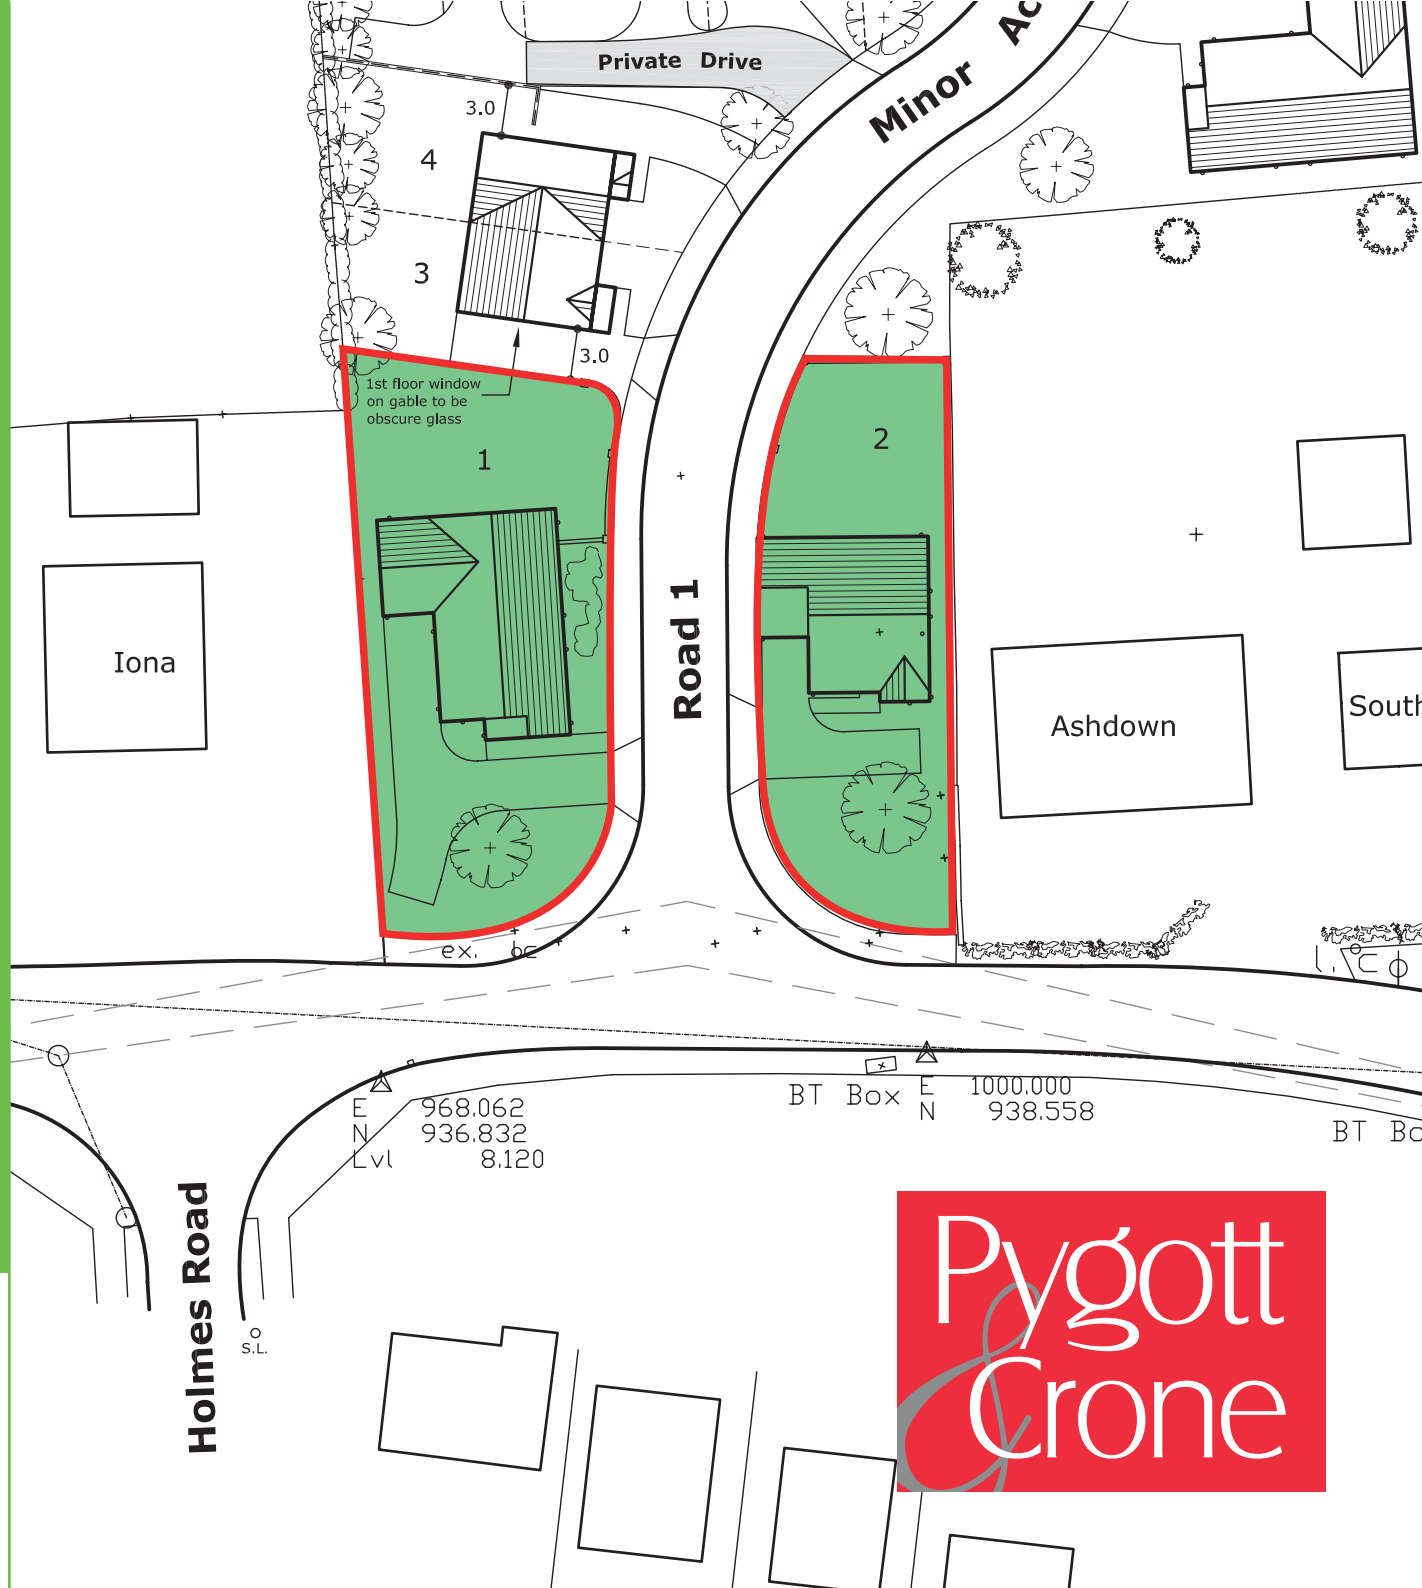 Private Drive
Minor
Ac
3.0
4
3
3.0
1st floor window
on gable to be
obscure glass
1
2
Road 1
Iona
Ashdown
South
ex. bc
BT Box
E 1000.000
N 938.558
E 968.062
N 936.832
Lvl 8.120
BT Bo
Holmes Road
S.L.
Pygott
&
Crone